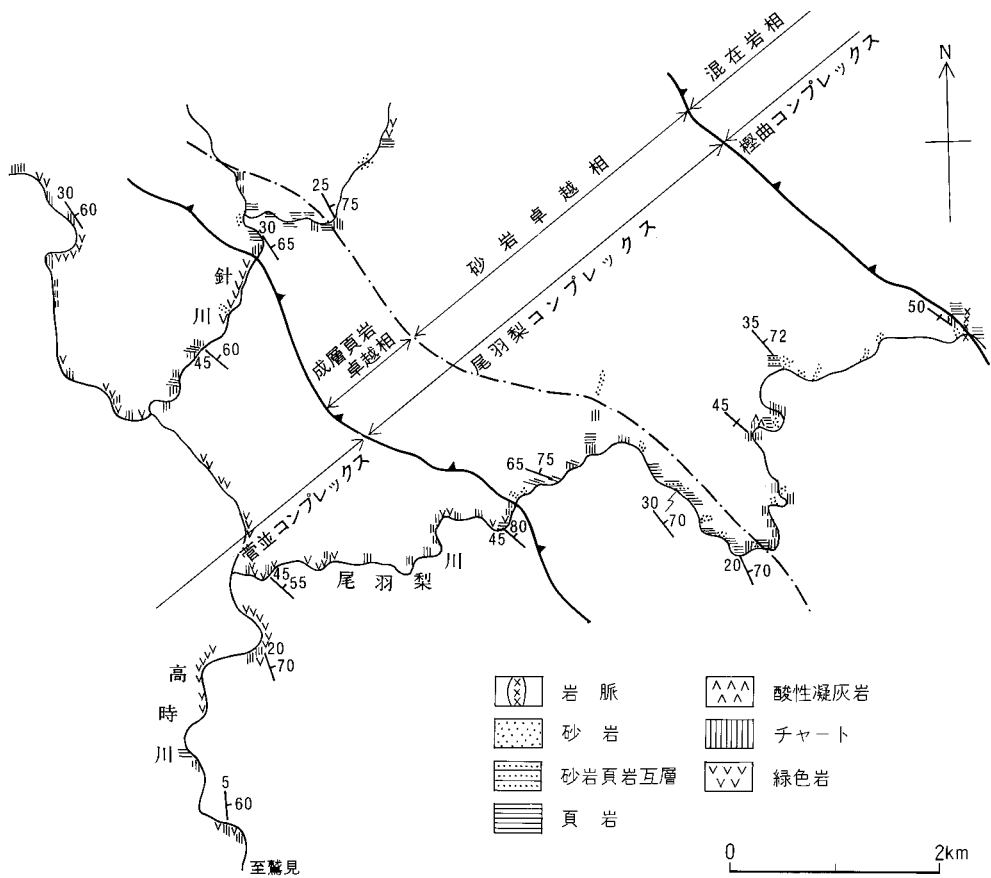 混在岩相
樫曲コンプレックス
N
砂岩卓越相
尾羽梨コンプレックス
成層頁岩
卓越相
菅並コンプレックス
30
60
25
75
30
65
針川
45
60
50
35
72
45
65
75
30
70
20
70
45
80
尾羽梨川
45
55
20
70
高時川
5
60
至鷲見
岩脈
砂岩
砂岩頁岩互層
頁岩
酸性凝灰岩
チャート
緑色岩
0
2km